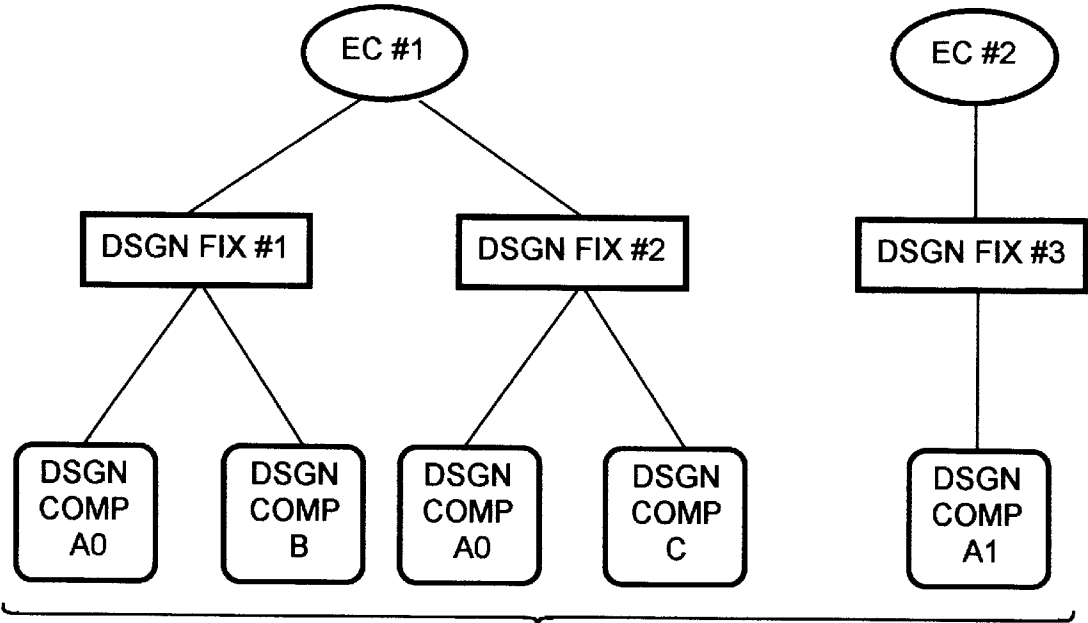 EC #1
EC #2
DSGN FIX #1
DSGN FIX #2
DSGN FIX #3
DSGN
COMP
A0
DSGN
COMP
B
DSGN
COMP
A0
DSGN
COMP
C
DSGN
COMP
A1